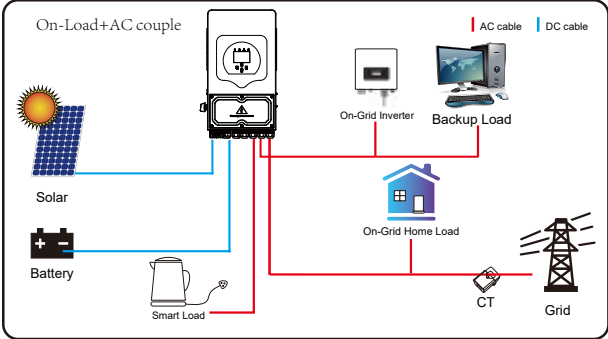 On-Load+AC couple
AC cable
DC cable
On-Grid Inverter
Backup Load
Solar
On-Grid Home Load
Battery
Smart Load
CT
Grid